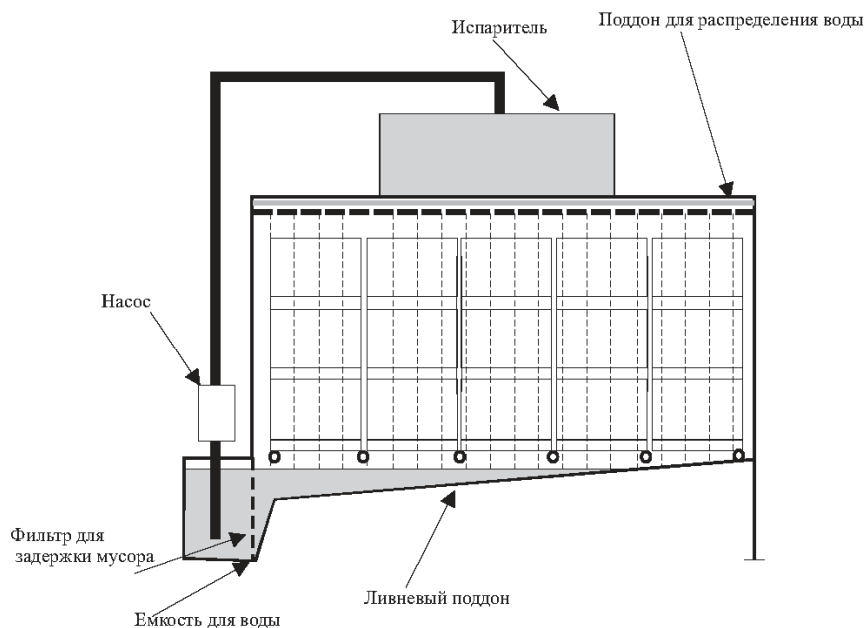 Испаритель
Поддон для распределения воды
Насос
Фильтр для
задержки мусора
Ливневый поддон
Емкость для воды